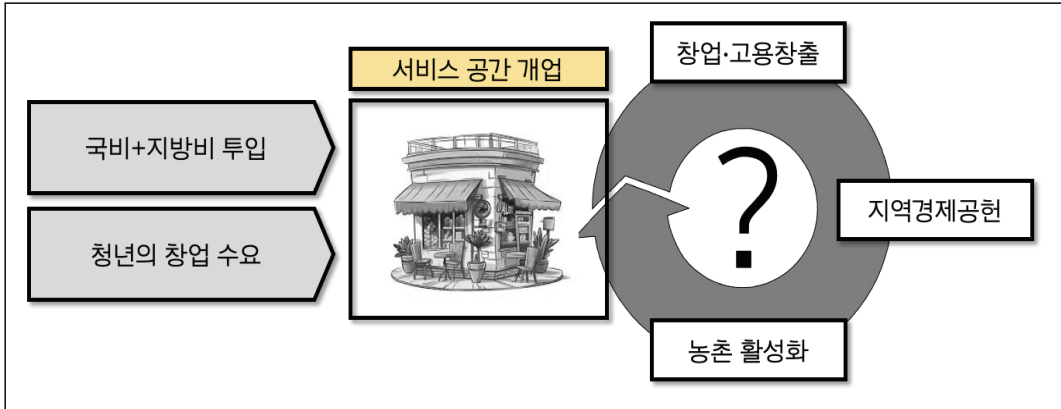 국비+지방비 투입
청년의 창업 수요
서비스 공간 개업
창업·고용창출
?
지역경제공헌
농촌 활성화